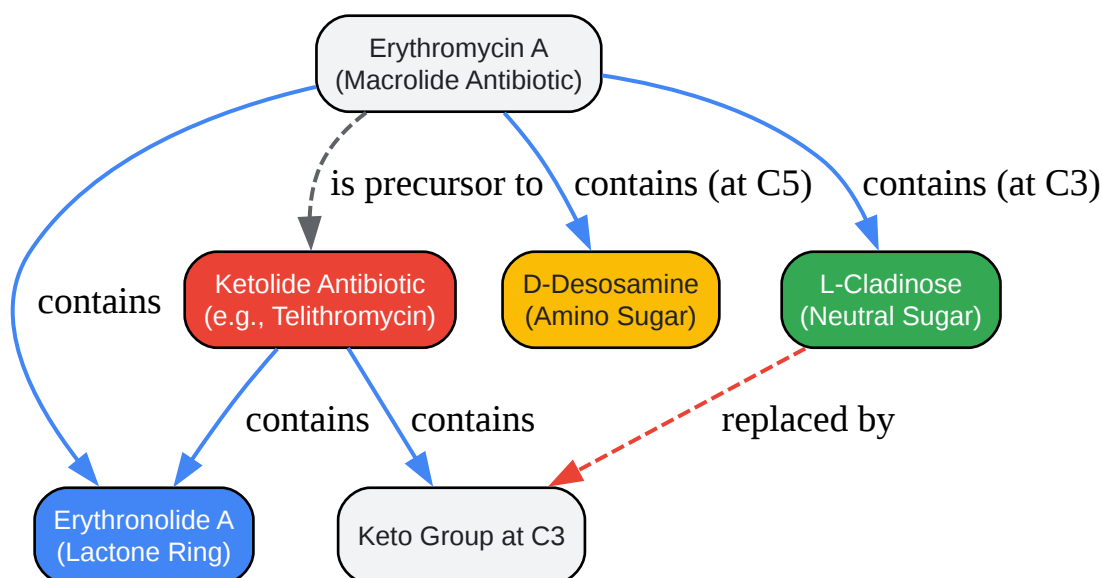 Erythromycin A
(Macrolide Antibiotic)
is precursor to
contains (at C5)
contains (at C3)
contains
Ketolide Antibiotic
(e.g., Telithromycin)
D-Desosamine
(Amino Sugar)
L-Cladinose
(Neutral Sugar)
contains
contains
replaced by
Erythronolide A
(Lactone Ring)
Keto Group at C3